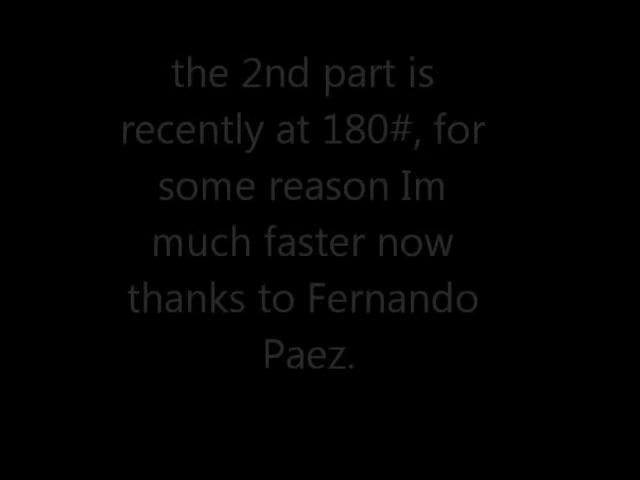 the 2nd part is
recently at 180#, for
some reason Im
much faster now
thanks to Fernando
Paez.